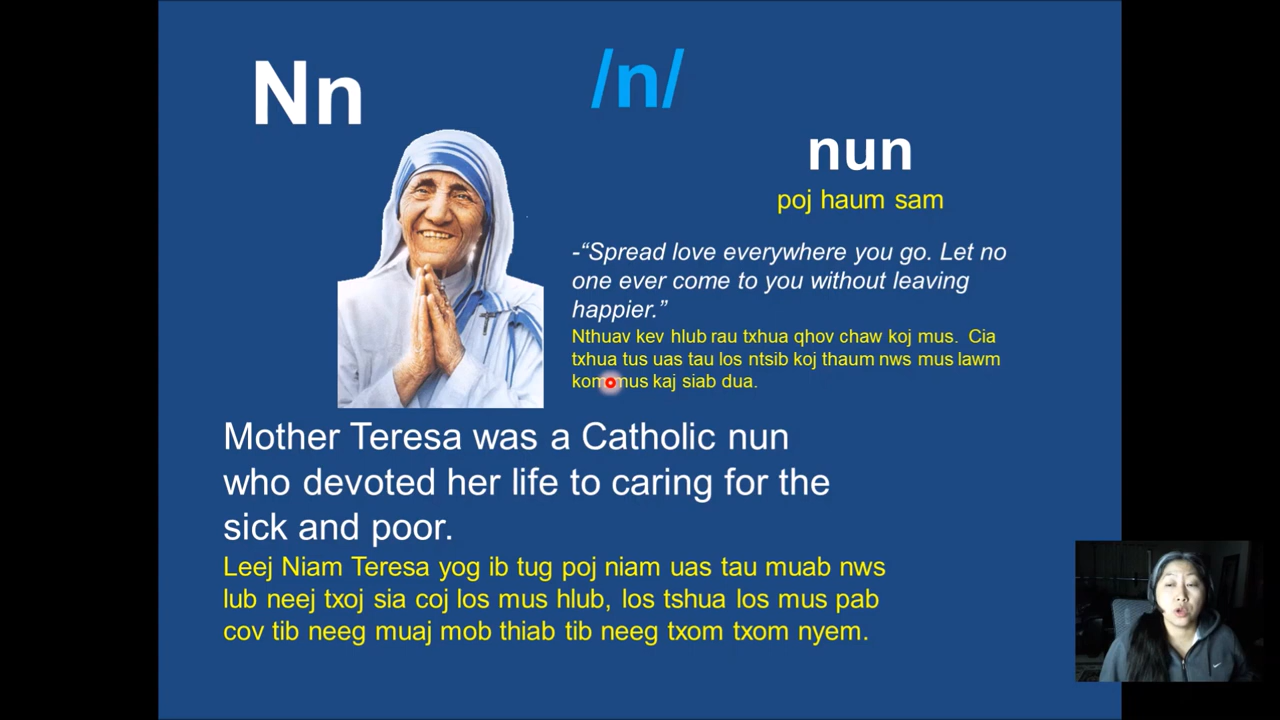 Nn
/n/
nun
poj haum sam
-“Spread love everywhere you go. Let no
one ever come to you without leaving
happier.”
Nthuav kev hlub rau txhua qhov chaw koj mus.  Cia
txhua tus uas tau los ntsib koj thaum nws mus lawm
kom mus kaj siab dua.
Mother Teresa was a Catholic nun
who devoted her life to caring for the
sick and poor.
Leej Niam Teresa yog ib tug poj niam uas tau muab nws
lub neej txoj sia coj los mus hlub, los tshua los mus pab
cov tib neeg muaj mob thiab tib neeg txom txom nyem.